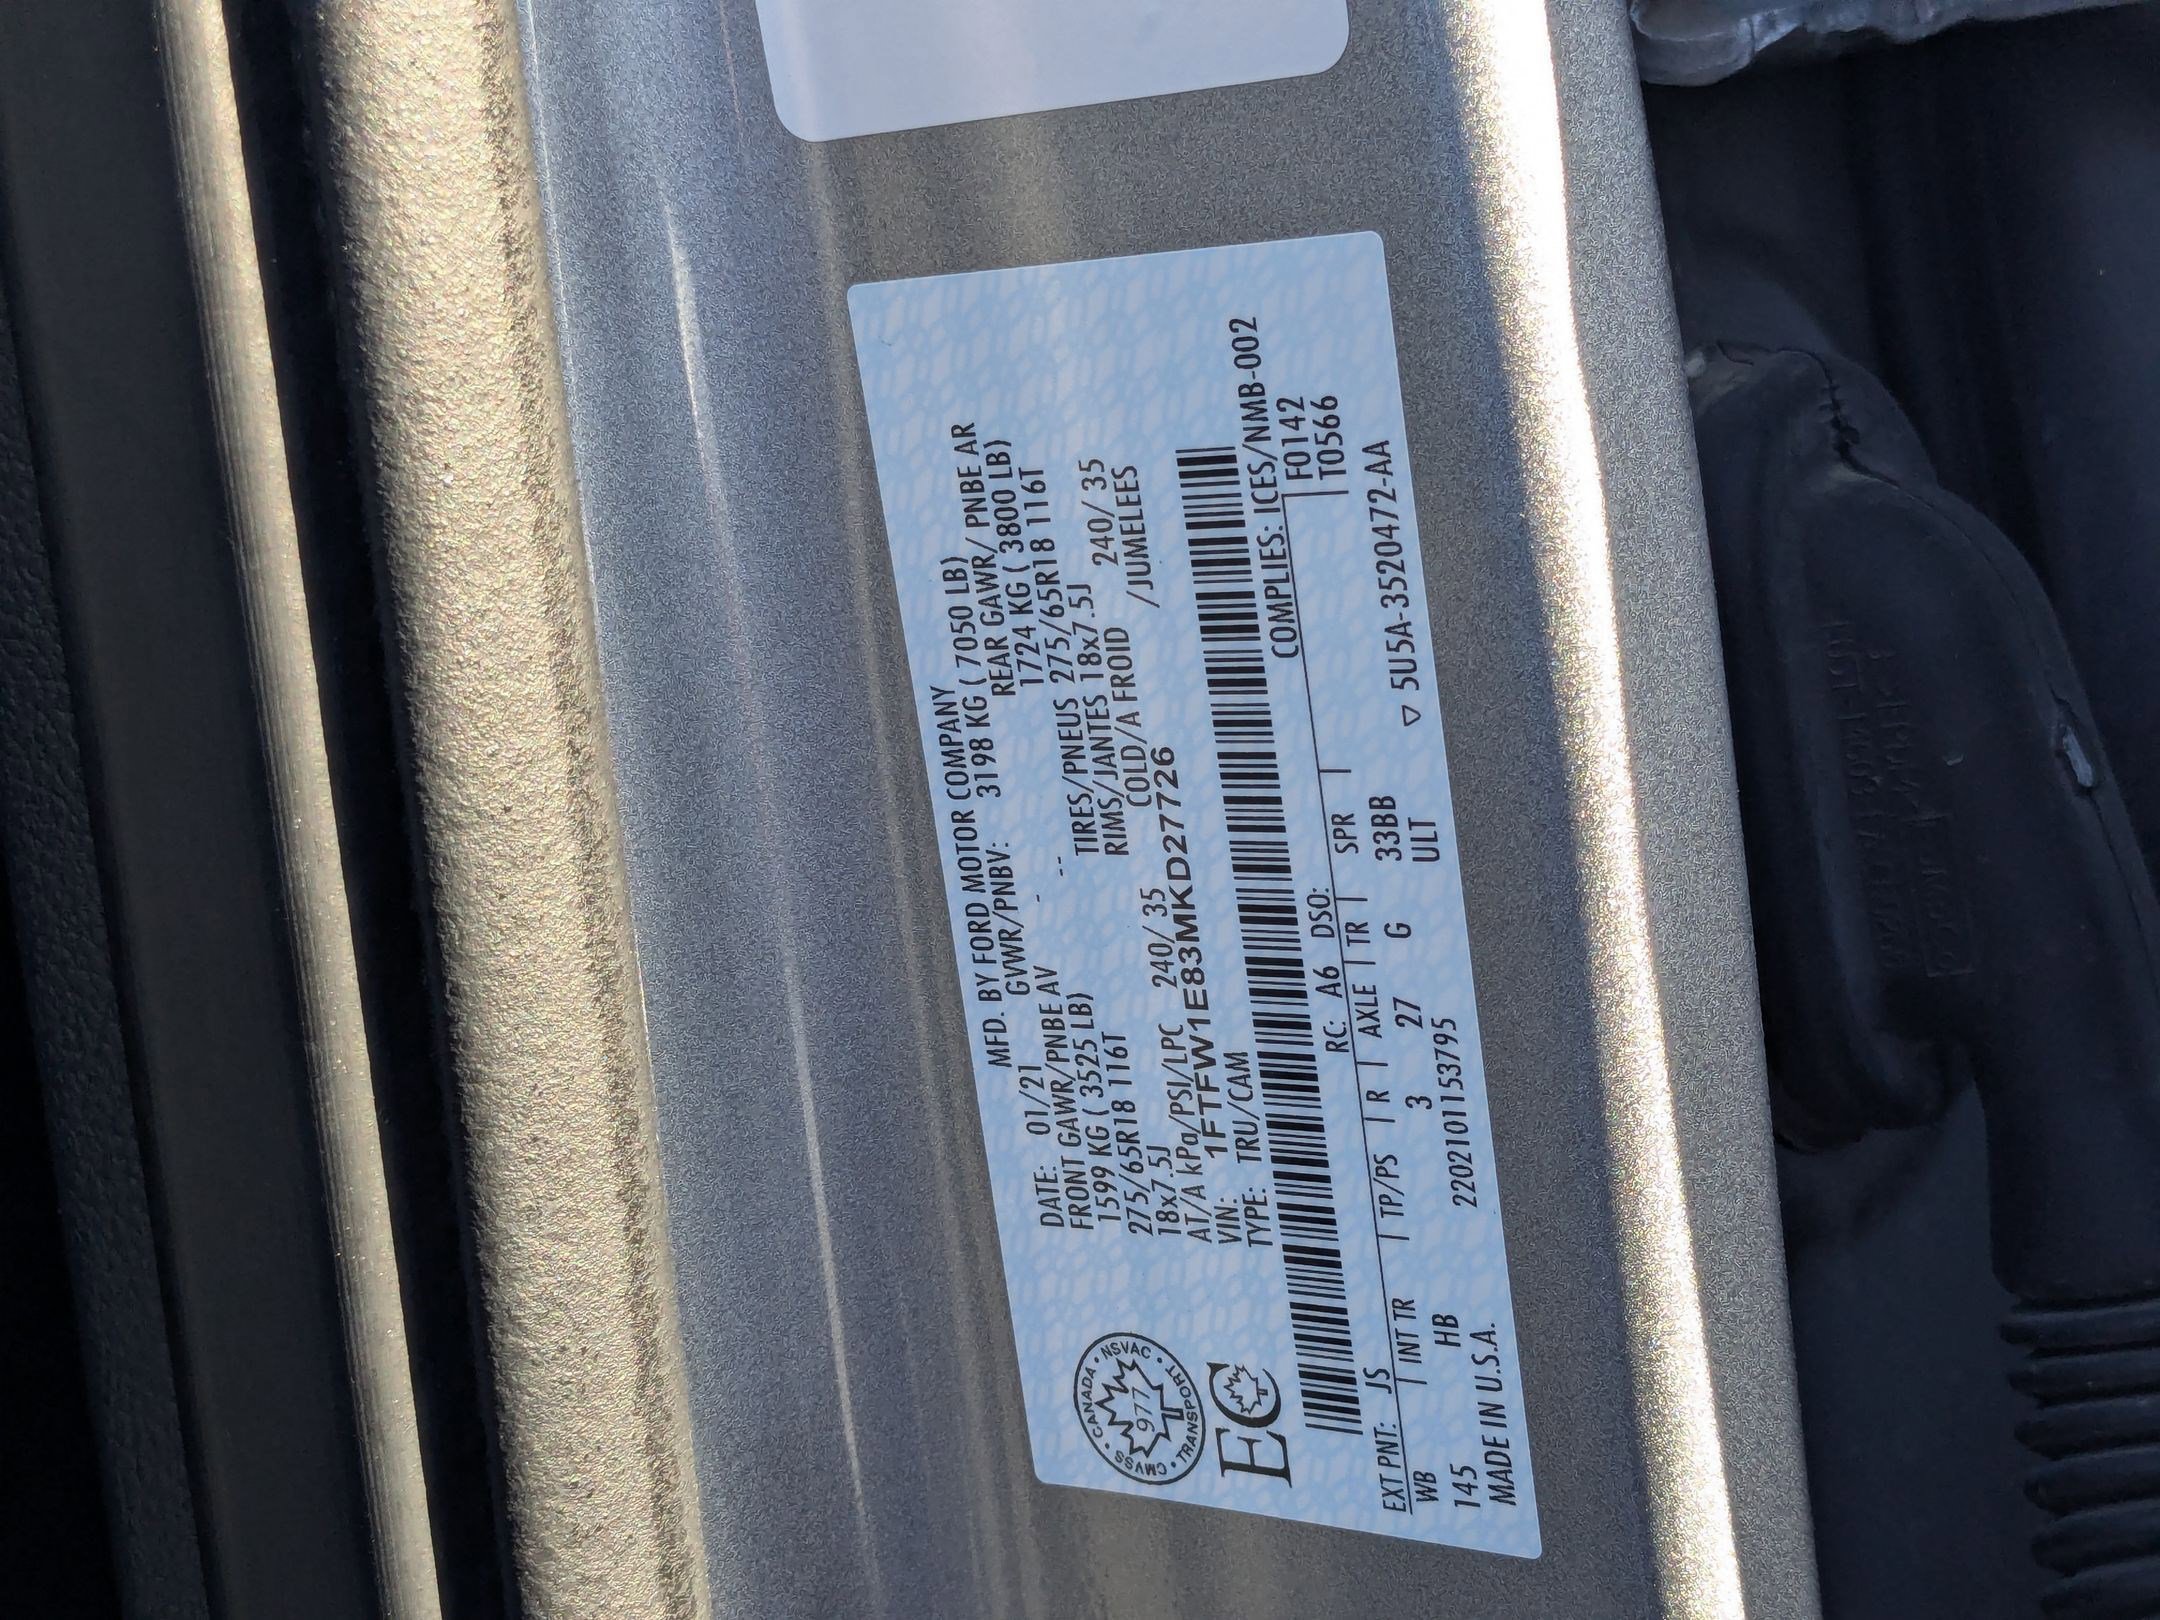 MFD. BY FORD MOTOR COMPANY
DATE: 01/21 GVWR/PNBV: 3198 KG ( 7050 LB)
FRONT GAWR/PNBE AV - REAR GAWR/ PNBE AR
1599 KG ( 3525 LB) -- 1724 KG ( 3800 LB)
275/65R18 116T TIRES/PNEUS 275/65R18 116T
18x7.5J RIMS/JANTES 18x7.5J
AT/A kPa/PSI/LPC 240/ 35 COLD/A FROID 240/ 35
VIN: 1FTFW1E83MKD27726 /JUMELEES
TYPE: TRU/CAM
CMVSS • CANADA • NSVAC • TRANSPORT •
977
EC
COMPLIES: ICES/NMB-002
EXT PNT: JS RC: A6 DSO: F0142
WB | INT TR | TP/PS | R | AXLE | TR | SPR | T0566
145 HB 3 27 G 33BB
MADE IN U.S.A. 220210115379​5 ULT ▽ 5U5A-3520472-AA